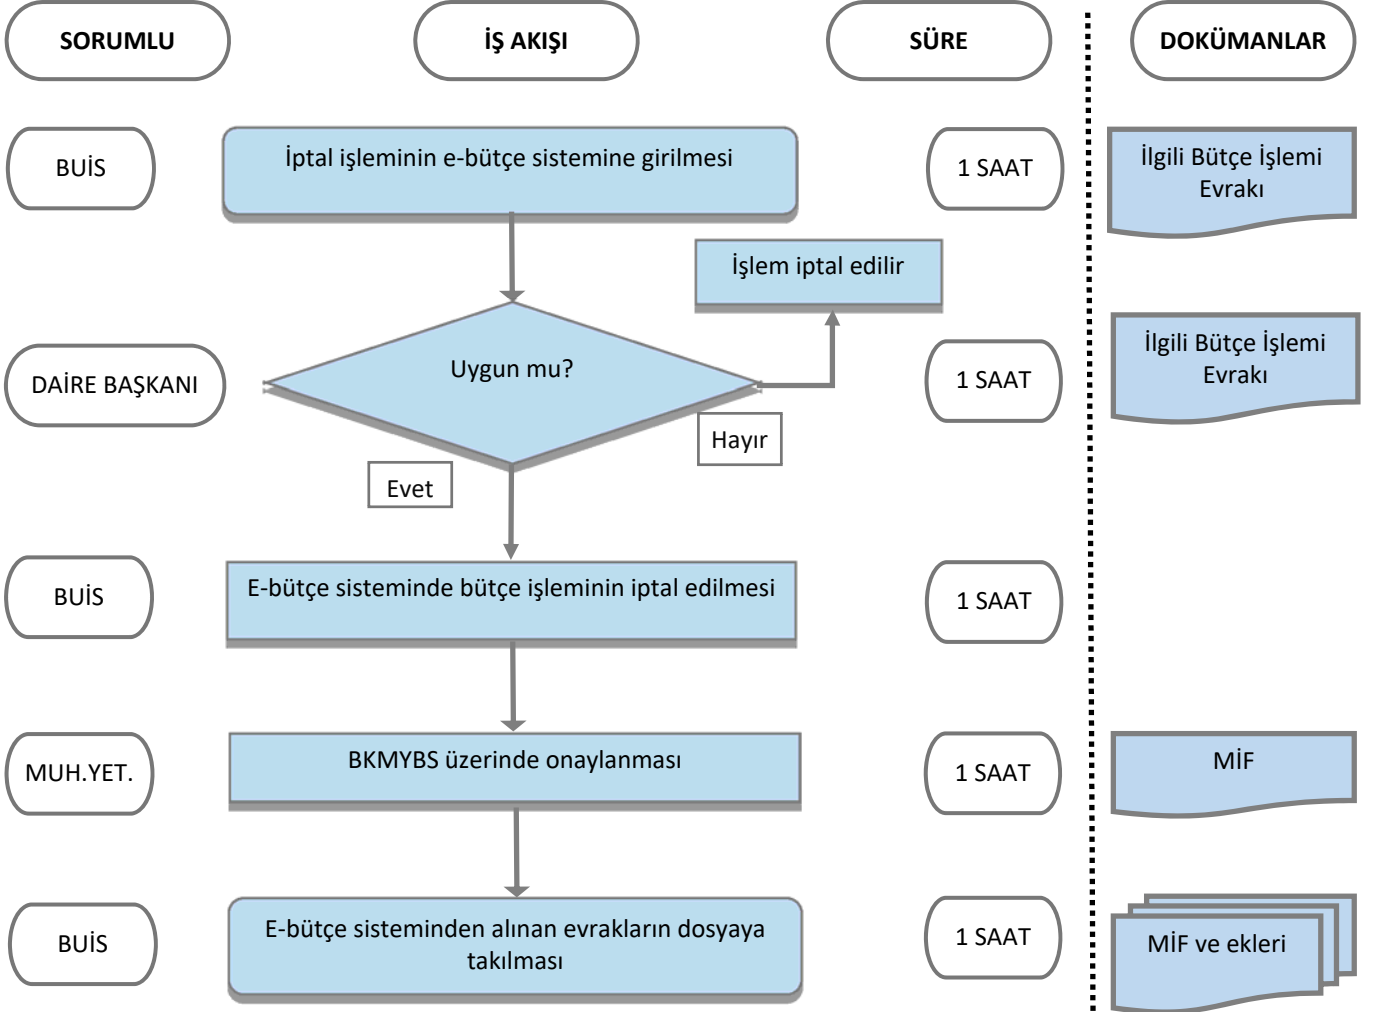 SORUMLU
İŞ AKIŞI
SÜRE
DOKÜMANLAR
BUİS
İptal işleminin e-bütçe sistemine girilmesi
1 SAAT
İlgili Bütçe İşlemi
Evrakı
İşlem iptal edilir
DAİRE BAŞKANI
Uygun mu?
1 SAAT
İlgili Bütçe İşlemi
Evrakı
Hayır
Evet
BUİS
E-bütçe sisteminde bütçe işleminin iptal edilmesi
1 SAAT
MUH.YET.
BKMYBS üzerinde onaylanması
1 SAAT
MİF
BUİS
E-bütçe sisteminden alınan evrakların dosyaya
takılması
1 SAAT
MİF ve ekleri